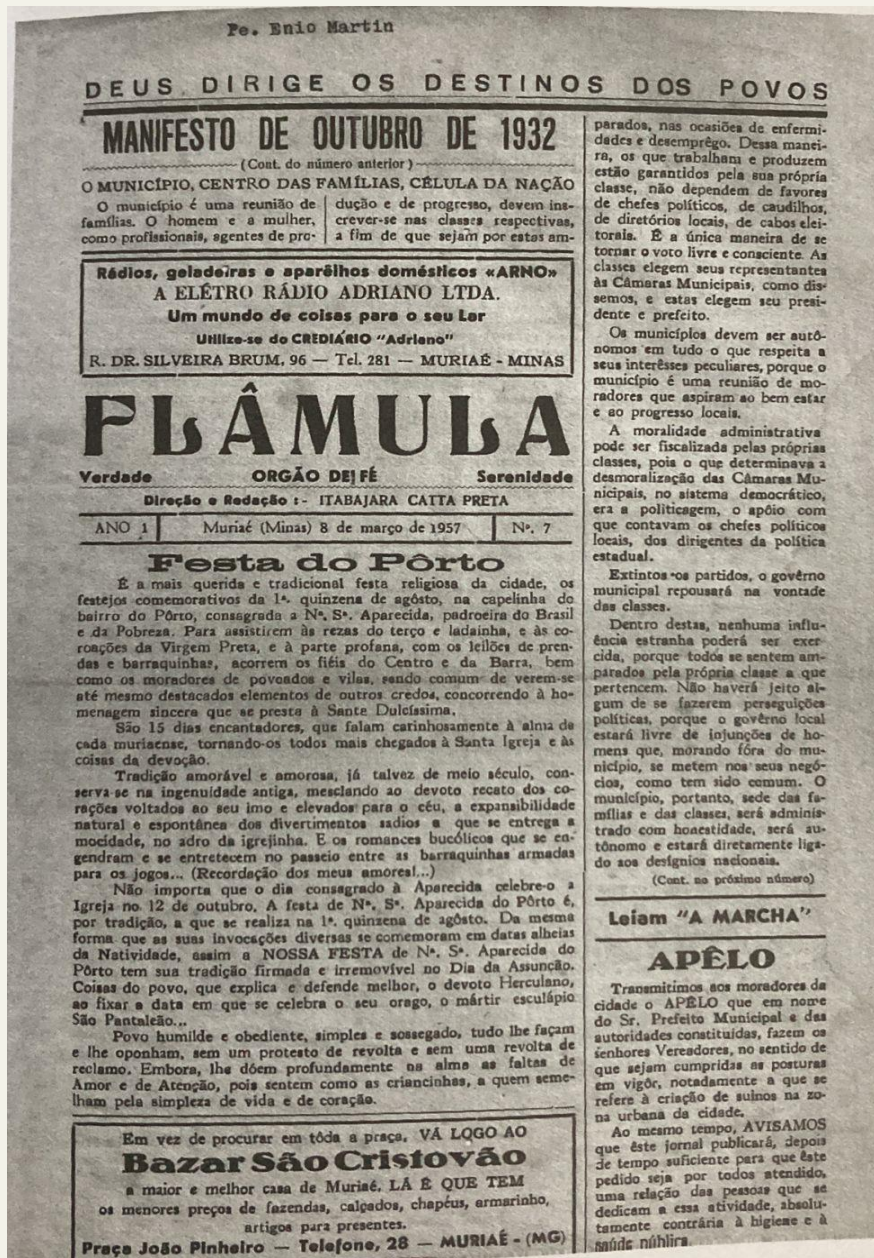 Pe. Enio Martin
DEUS DIRIGE OS DESTINOS DOS POVOS
MANIFESTO DE OUTUBRO DE 1932
(Cont. do número anterior)
O MUNICÍPIO, CENTRO DAS FAMÍLIAS, CÉLULA DA NAÇÃO
O município é uma reunião de
famílias. O homem e a mulher,
como profissionais, agentes de pro-
dução e de progresso, devem ins-
crever-se nas classes respectivas,
a fim de que sejam por estas am-
parados, nas ocasiões de enfermi-
dades e desemprêgo. Dessa manei-
ra, os que trabalham e produzem
estão garantidos pela sua própria
classe, não dependem de favores
de chefes políticos, de caudilhos,
de diretórios locais, de cabos elei-
torais. É a única maneira de se
tornar o voto livre e consciente. As
classes elegem seus representantes
às Câmaras Municipais, como dis-
semos, e estas elegem seu presi-
dente e prefeito.
Os municípios devem ser autô-
nomos em tudo o que respeita a
seus interêsses peculiares, porque o
município é uma reunião de mo-
radores que aspiram ao bem estar
e ao progresso locais.
A moralidade administrativa
pode ser fiscalizada pelas próprias
classes, pois o que determinava a
desmoralização das Câmaras Mu-
nicipais, no sistema democrático,
era a politicagem, o apôio com
que contavam os chefes políticos
locais, dos dirigentes da política
estadual.
Extintos os partidos, o govêrno
municipal repousará na vontade
das classes.
Dentro destas, nenhuma influ-
ência estranha poderá ser exer-
cida, porque todos se sentem am-
parados pela própria classe a que
pertencem. Não haverá jeito al-
gum de se fazerem perseguições
políticas, porque o govêrno local
estará livre de injunções de ho-
mens que, morando fóra do mu-
nicípio, se metem nos seus negó-
cios, como tem sido comum. O
município, portanto, sede das fa-
mílias e das classes, será adminis-
trado com honestidade, será au-
tônomo e estará diretamente liga-
do aos desígnios nacionais.
(Cont. no próximo número)
Rádios, geladeiras e aparêlhos domésticos «ARNO»
A ELÉTRO RÁDIO ADRIANO LTDA.
Um mundo de coisas para o seu Lar
Utilize-se do CREDIÁRIO "Adriano"
R. DR. SILVEIRA BRUM, 96 — Tel. 281 — MURIAÉ - MINAS
FLÂMULA
Verdade ORGÃO DE FÉ Serenidade
Direção e Redação :- ITABAJARA CATTA PRETA
ANO 1 Muriaé (Minas) 8 de março de 1957 Nº. 7
Festa do Pôrto
É a mais querida e tradicional festa religiosa da cidade, os
festejos comemorativos da 1ª. quinzena de agôsto, na capelinha do
bairro do Pôrto, consagrada a Nª. Sª. Aparecida, padroeira do Brasil
e da Pobreza. Para assistirem às rezas do terço e ladainha, e às co-
roações da Virgem Preta, e à parte profana, com os leilões de pren-
das e barraquinhas, acorrem os fiéis do Centro e da Barra, bem
como os moradores de povoados e vilas, sendo comum de verem-se
até mesmo destacados elementos de outros credos, concorrendo à ho-
menagem sincera que se presta à Santa Dulcíssima.
São 15 dias encantadores, que falam carinhosamente à alma de
cada muriaense, tornando-os todos mais chegados à Santa Igreja e às
coisas da devoção.
Tradição amorável e amorosa, já talvez de meio século, con-
serva-se na ingenuidade antiga, mesclando ao devoto recato dos co-
rações voltados ao seu imo e elevados para o céu, a expansibilidade
natural e espontânea dos divertimentos sadios a que se entrega a
mocidade, no adro da igrejinha. E os romances bucólicos que se en-
gendram e se entretecem no passeio entre as barraquinhas armadas
para os jogos... (Recordação dos meus amores!...)
Não importa que o dia consagrado à Aparecida celebre-o a
Igreja no 12 de outubro. A festa de Nª. Sª. Aparecida do Pôrto é,
por tradição, a que se realiza na 1ª. quinzena de agôsto. Da mesma
forma que as suas invocações diversas se comemoram em datas alheias
da Natividade, assim a NOSSA FESTA de Nª. Sª. Aparecida do
Pôrto tem sua tradição firmada e irremovível no Dia da Assunção.
Coisas do povo, que explica e defende melhor, o devoto Herculano,
ao fixar a data em que se celebra o seu orago, o mártir esculápio
São Pantaleão...
Povo humilde e obediente, simples e sossegado, tudo lhe façam
e lhe oponham, sem um protesto de revolta e sem uma revolta de
reclamo. Embora, lhe dôem profundamente na alma as faltas de
Amor e de Atenção, pois sentem como as criancinhas, a quem seme-
lham pela simpleza de vida e de coração.
Em vez de procurar em tôda a praça, VÁ LOGO AO
Bazar São Cristovão
a maior e melhor casa de Muriaé. LÁ É QUE TEM
os menores preços de fazendas, calçados, chapéus, armarinho,
artigos para presentes.
Praça João Pinheiro — Telefone, 28 — MURIAÉ - (MG)
Leiam "A MARCHA"
APÊLO
Transmitimos aos moradores da
cidade o APÊLO que em nome
do Sr. Prefeito Municipal e das
autoridades constituídas, fazem os
senhores Vereadores, no sentido de
que sejam cumpridas as posturas
em vigôr, notadamente a que se
refere à criação de suinos na zo-
na urbana da cidade.
Ao mesmo tempo, AVISAMOS
que êste jornal publicará, depois
de tempo suficiente para que êste
pedido seja por todos atendido,
uma relação das pessoas que se
dedicam a essa atividade, absolu-
tamente contrária à higiene e à
saúde pública.